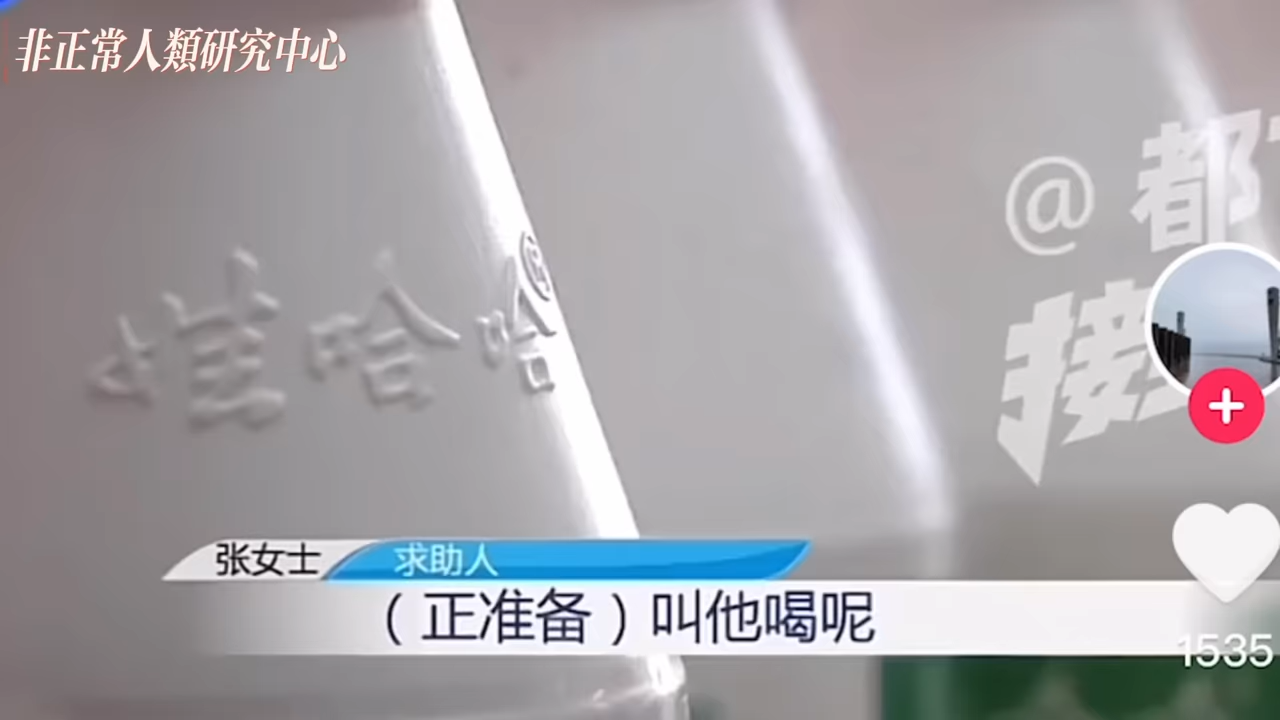 非正常人類研究中心
@都
接
娃哈哈®
张女士 求助人
（正准备）叫他喝呢
1535